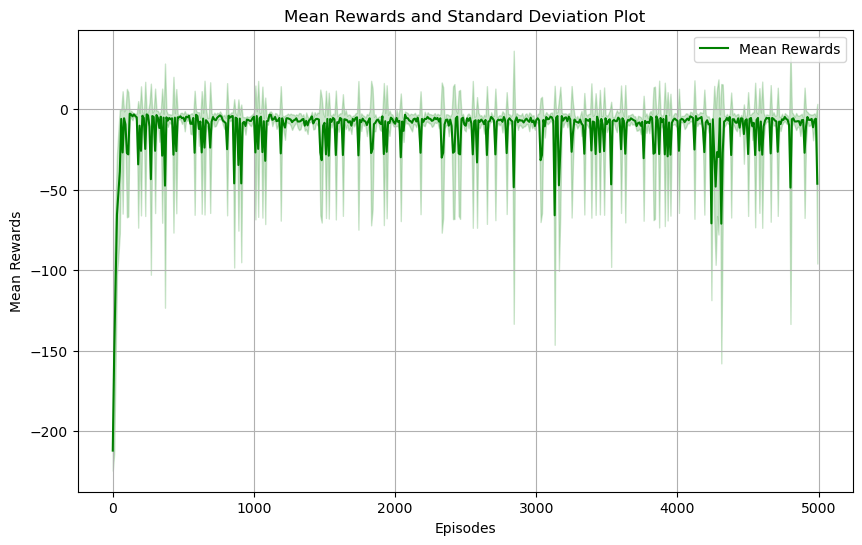 Mean Rewards and Standard Deviation Plot
Mean Rewards
0
−50
−100
−150
−200
Mean Rewards
0
1000
2000
3000
4000
5000
Episodes